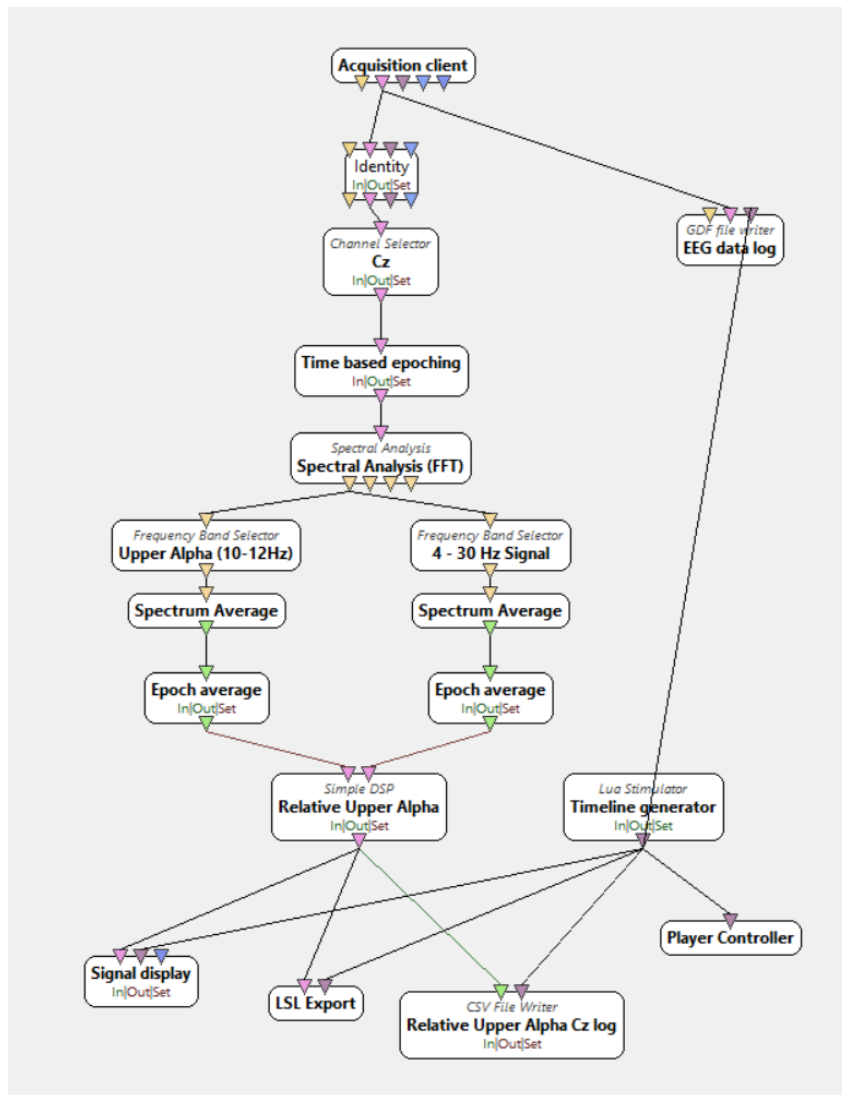 Acquisition client
Identity
In|Out|Set
GDF file writer
EEG data log
Channel Selector
Cz
In|Out|Set
Time based epoching
In|Out|Set
Spectral Analysis
Spectral Analysis (FFT)
Frequency Band Selector
Upper Alpha (10-12Hz)
Frequency Band Selector
4 - 30 Hz Signal
Spectrum Average
Spectrum Average
Epoch average
In|Out|Set
Epoch average
In|Out|Set
Simple DSP
Relative Upper Alpha
In|Out|Set
Lua Stimulator
Timeline generator
In|Out|Set
Player Controller
Signal display
In|Out|Set
LSL Export
CSV File Writer
Relative Upper Alpha Cz log
In|Out|Set